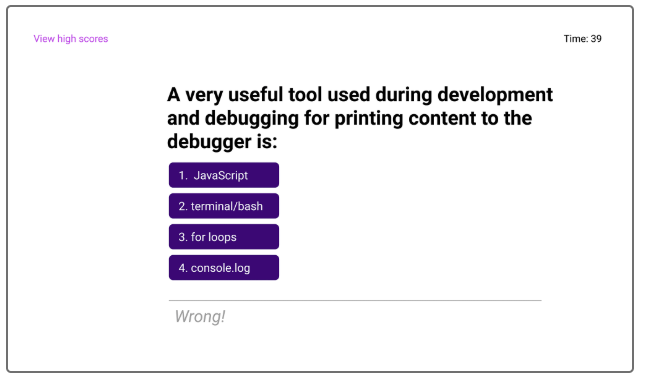 View high scores
Time: 39
A very useful tool used during development
and debugging for printing content to the
debugger is:
1. JavaScript
2. terminal/bash
3. for loops
4. console.log
Wrong!